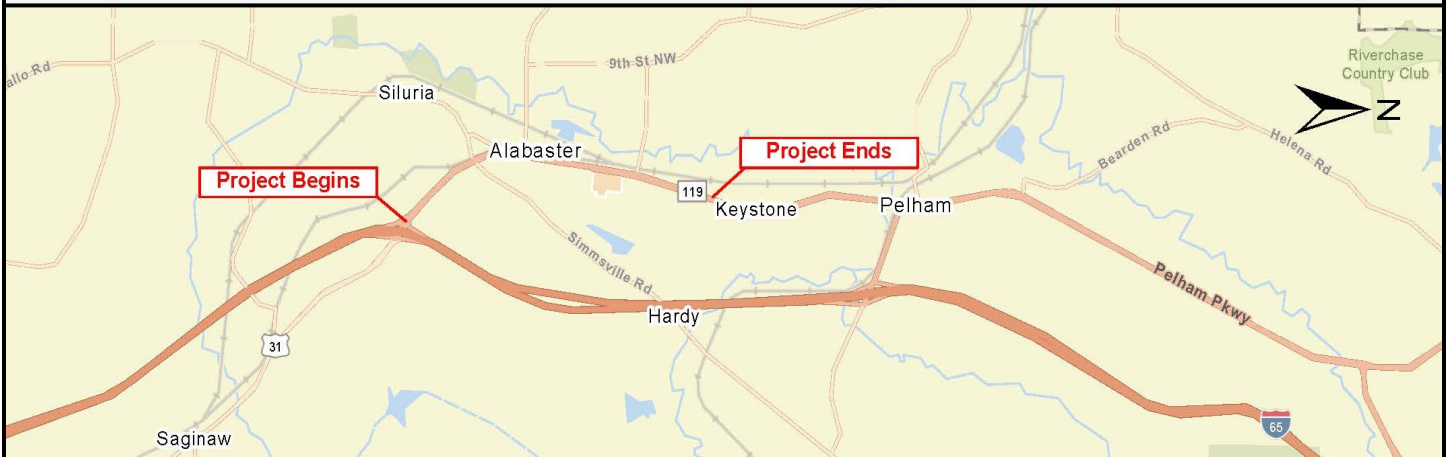 allo Rd
Siluria
9th St NW
Riverchase
Country Club
N
Alabaster
Project Ends
Bearden Rd
Helena Rd
Project Begins
119
Keystone
Pelham
Simmsville Rd
Pelham Pkwy
Hardy
31
65
Saginaw